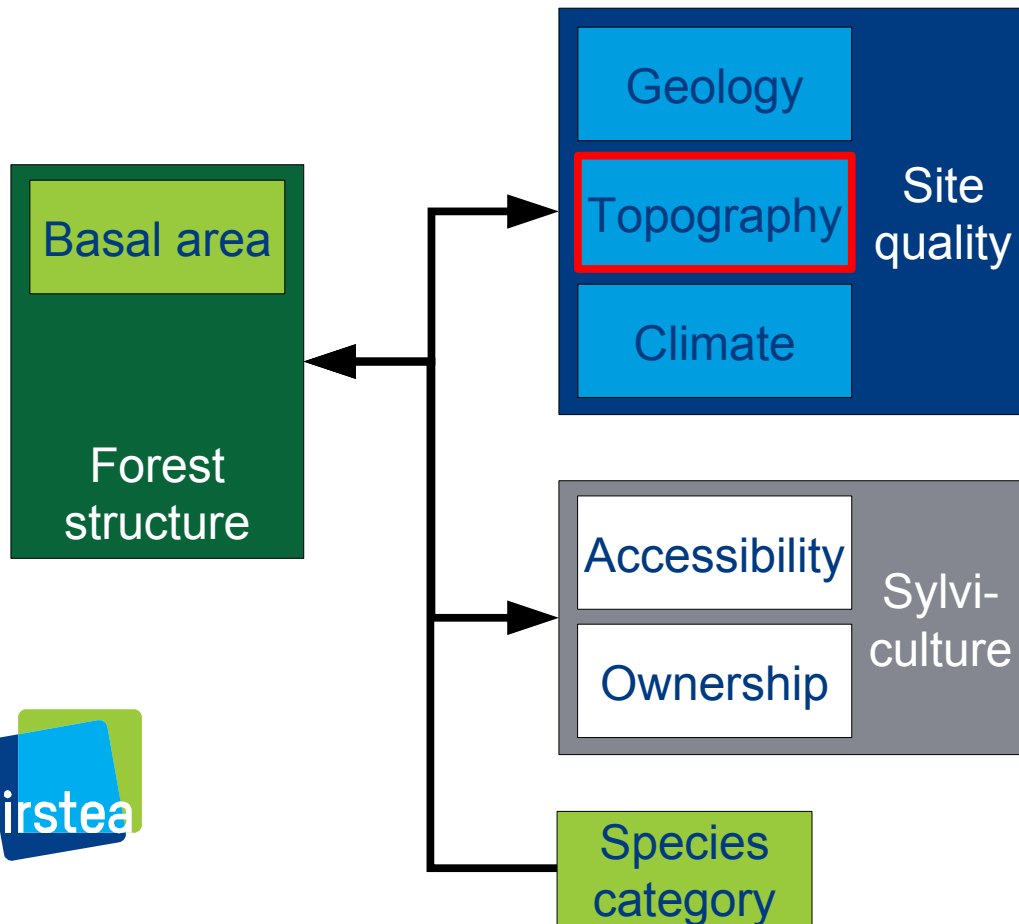 Basal area
Forest
structure
Geology
Topography
Climate
Site
quality
Accessibility
Ownership
Sylvi-
culture
Species
category
irstea